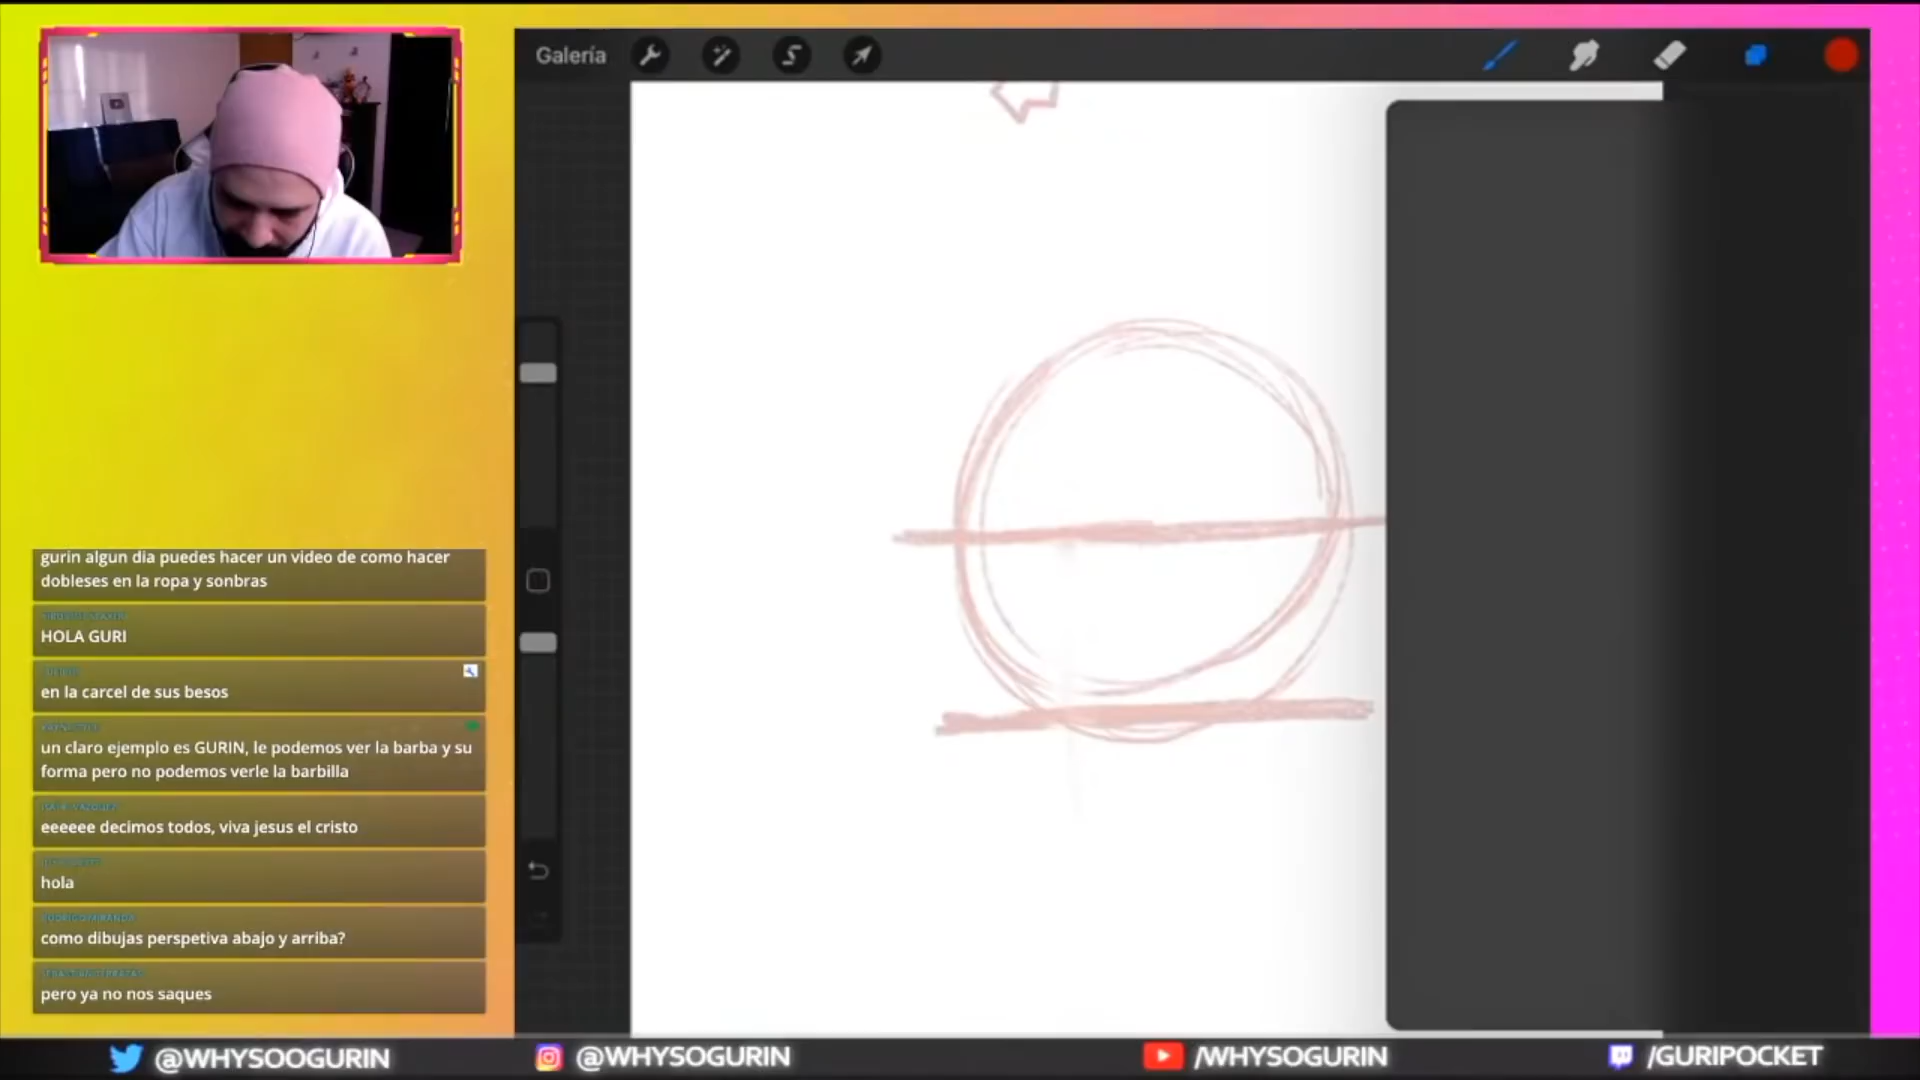 Galería
gurin algun dia puedes hacer un video de como hacer
dobleses en la ropa y sonbras
HOLA GURI
en la carcel de sus besos
un claro ejemplo es GURIN, le podemos ver la barba y su
forma pero no podemos verle la barbilla
eeeeee decimos todos, viva jesus el cristo
hola
como dibujas perspetiva abajo y arriba?
pero ya no nos saques
@WHYSOOGURIN
@WHYSOGURIN
/WHYSOGURIN
/GURIPOCKET